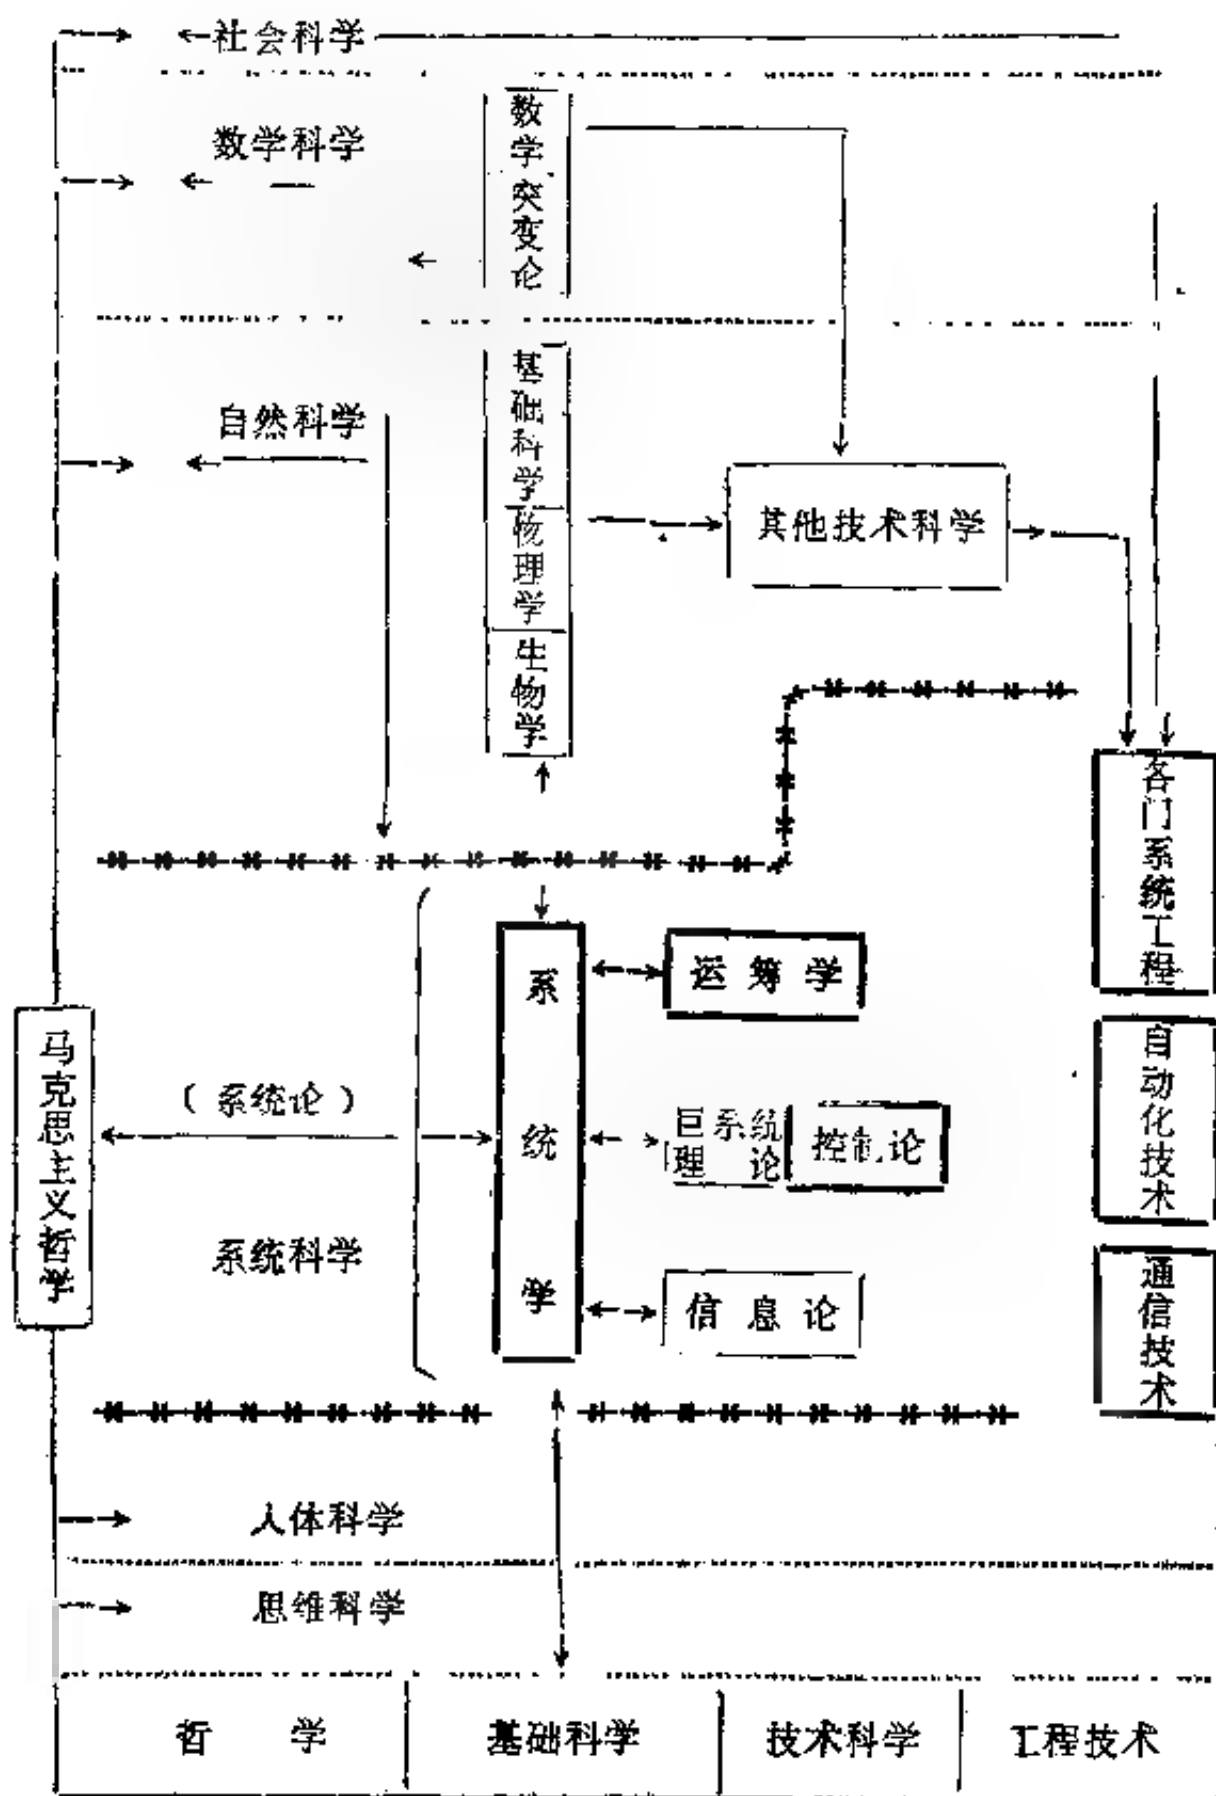 社会科学
数学科学
数学
突变论
自然科学
基础科学
物理学
生物学
其他技术科学
各门系统工程
系统学
运筹学
马克思主义哲学
(系统论)
巨系统
理论
控制论
自动化技术
系统科学
信息论
通信技术
人体科学
思维科学
哲学
基础科学
技术科学
工程技术